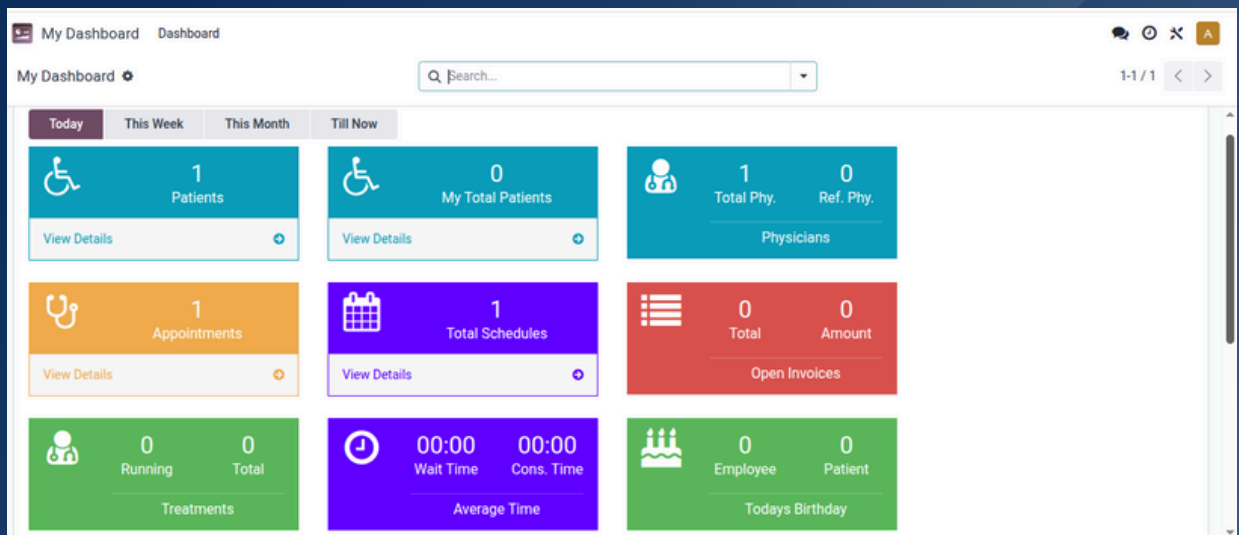 My Dashboard Dashboard A
My Dashboard Search... 1-1 / 1
Today This Week This Month Till Now
1
Patients
View Details
0
My Total Patients
View Details
1 0
Total Phy. Ref. Phy.
Physicians
1
Appointments
View Details
1
Total Schedules
View Details
0 0
Total Amount
Open Invoices
0 0
Running Total
Treatments
00:00 00:00
Wait Time Cons. Time
Average Time
0 0
Employee Patient
Todays Birthday